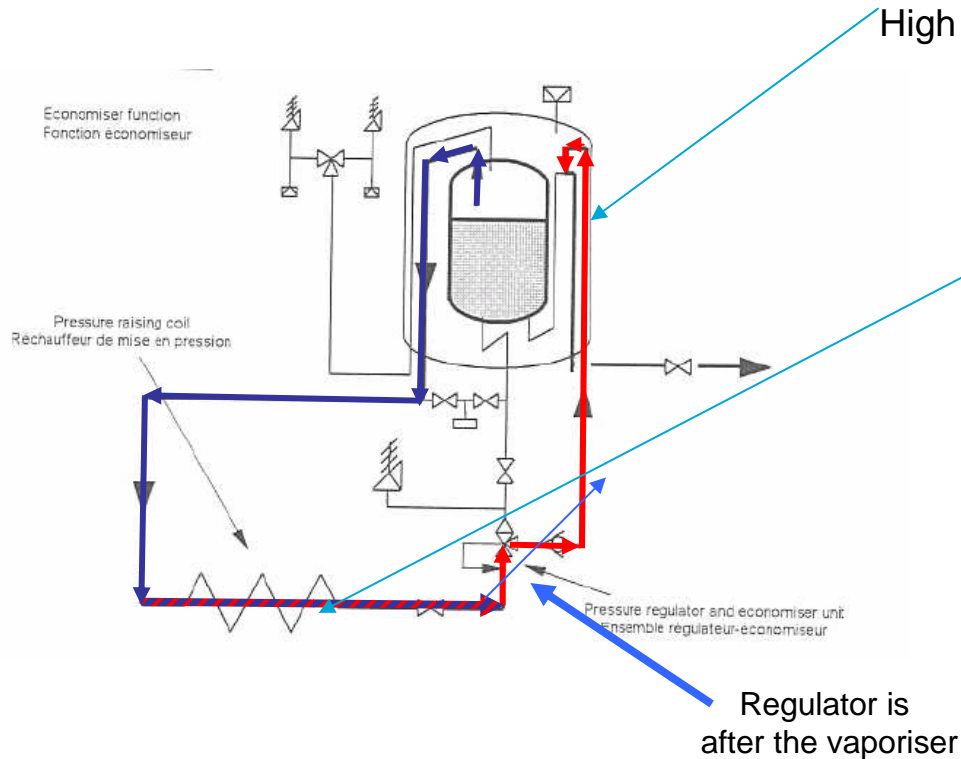 High
Economiser function
Fonction économiseur
Pressure raising coil
Réchauffeur de mise en pression
Pressure regulator and economiser unit
Ensemble régulateur-économiseur
Regulator is
after the vaporiser